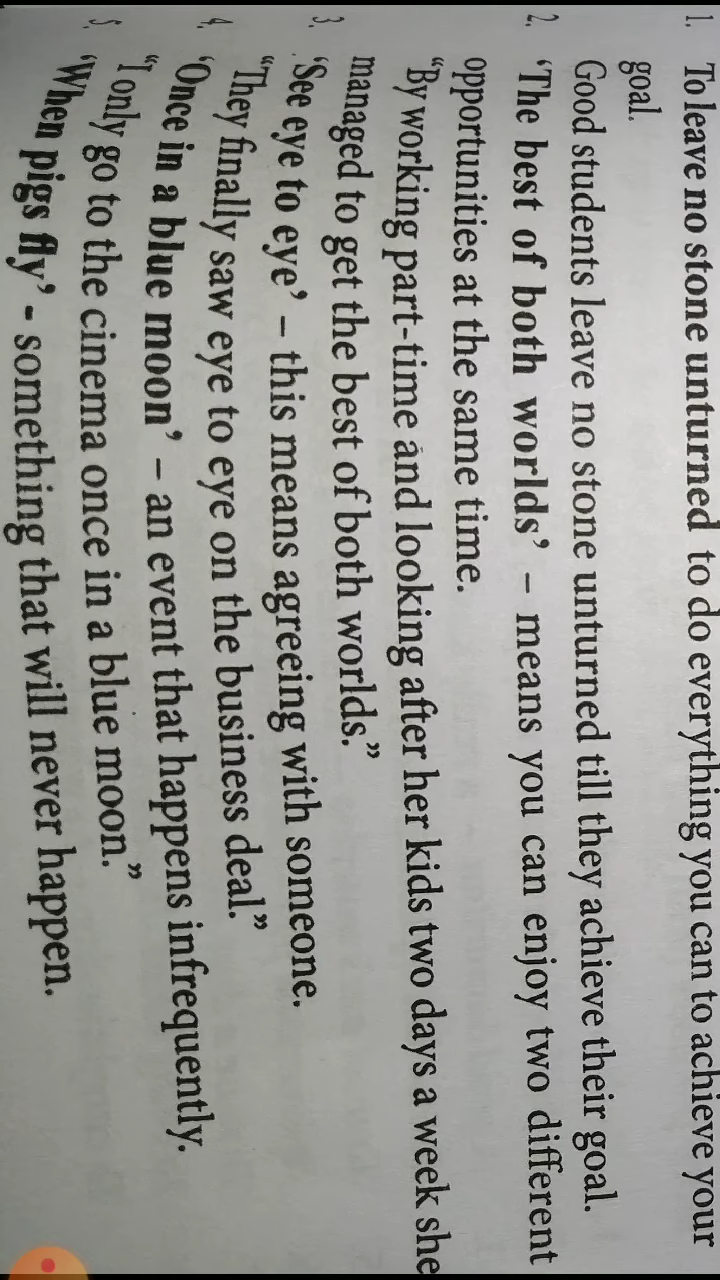 1. To leave no stone unturned to do everything you can to achieve your
goal.
Good students leave no stone unturned till they achieve their goal.
2. ‘The best of both worlds’ – means you can enjoy two different
opportunities at the same time.
“By working part-time and looking after her kids two days a week she
managed to get the best of both worlds.”
3. ‘See eye to eye’ – this means agreeing with someone.
“They finally saw eye to eye on the business deal.”
4. ‘Once in a blue moon’ – an event that happens infrequently.
“I only go to the cinema once in a blue moon.”
5. ‘When pigs fly’ - something that will never happen.